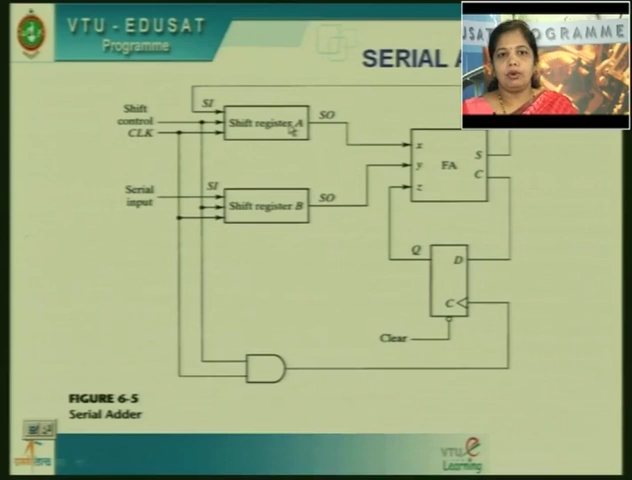 VTU - EDUSAT
Programme
SERIAL A
USAT PROGRAMME
Shift
control
CLK
SI
Shift register A
SO
x
y
z
FA
S
C
Serial
input
SI
Shift register B
SO
Q
D
C
Clear
FIGURE 6-5
Serial Adder
VTU e
Learning